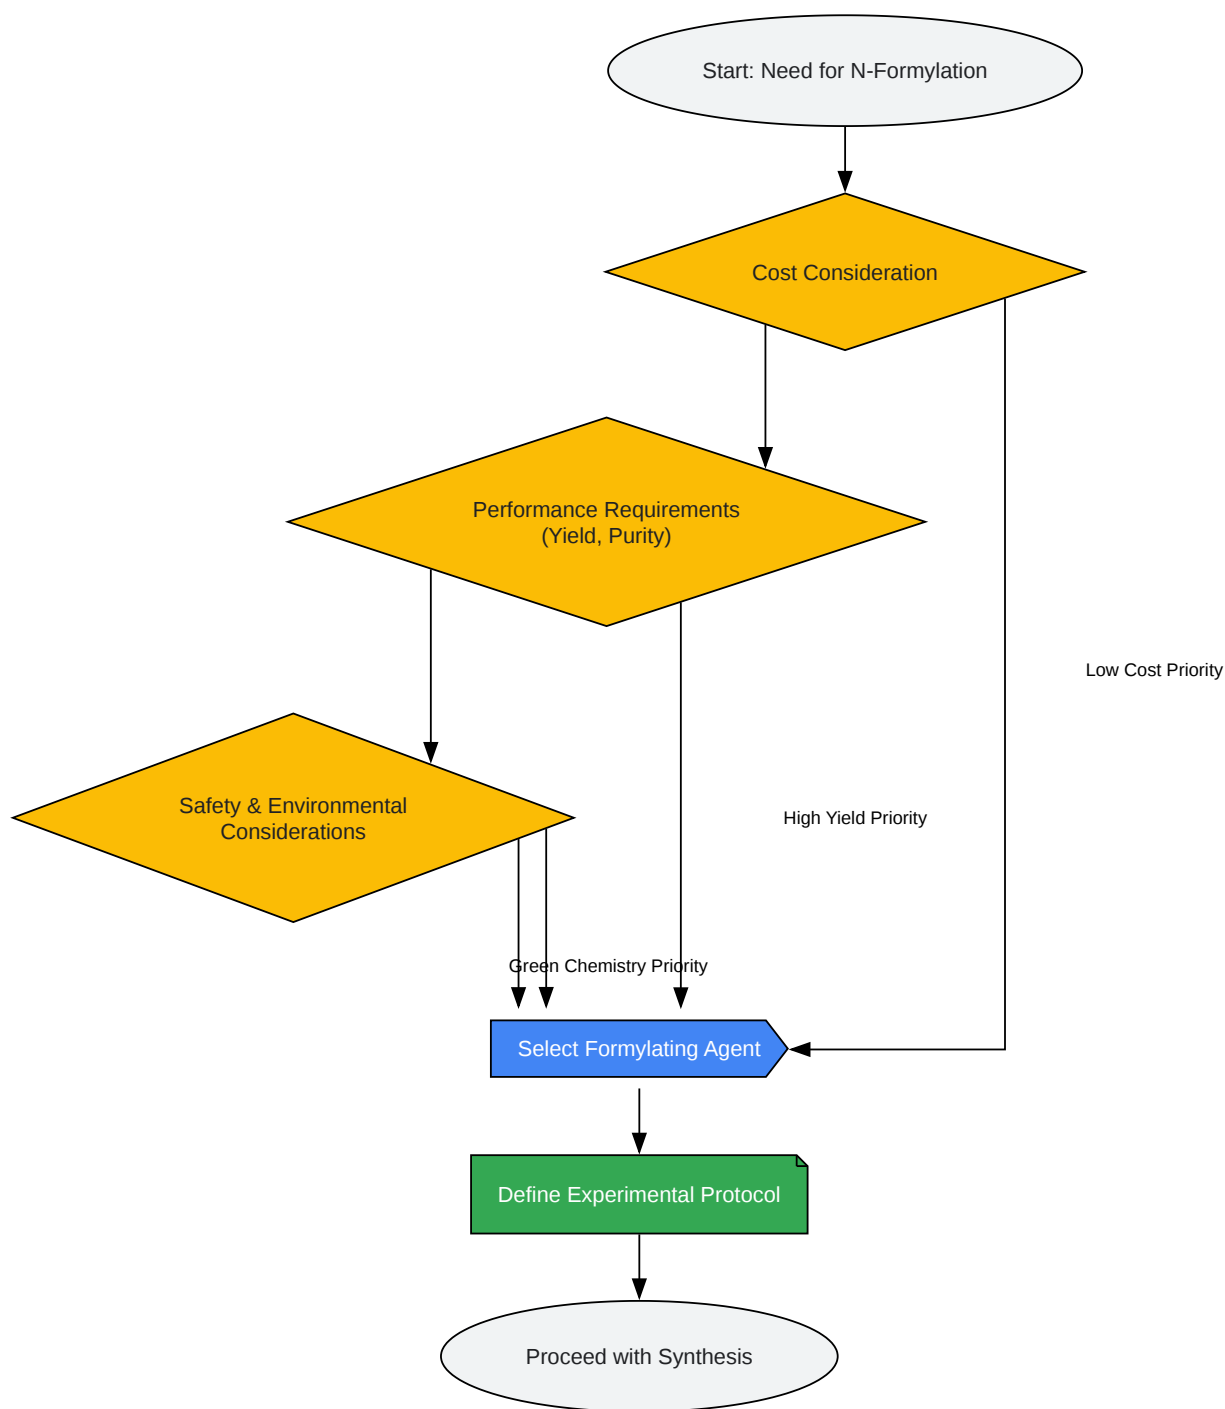 Start: Need for N-Formylation
Cost Consideration
Performance Requirements
(Yield, Purity)
Low Cost Priority
Safety & Environmental
Considerations
High Yield Priority
Green Chemistry Priority
Select Formylating Agent
Define Experimental Protocol
Proceed with Synthesis